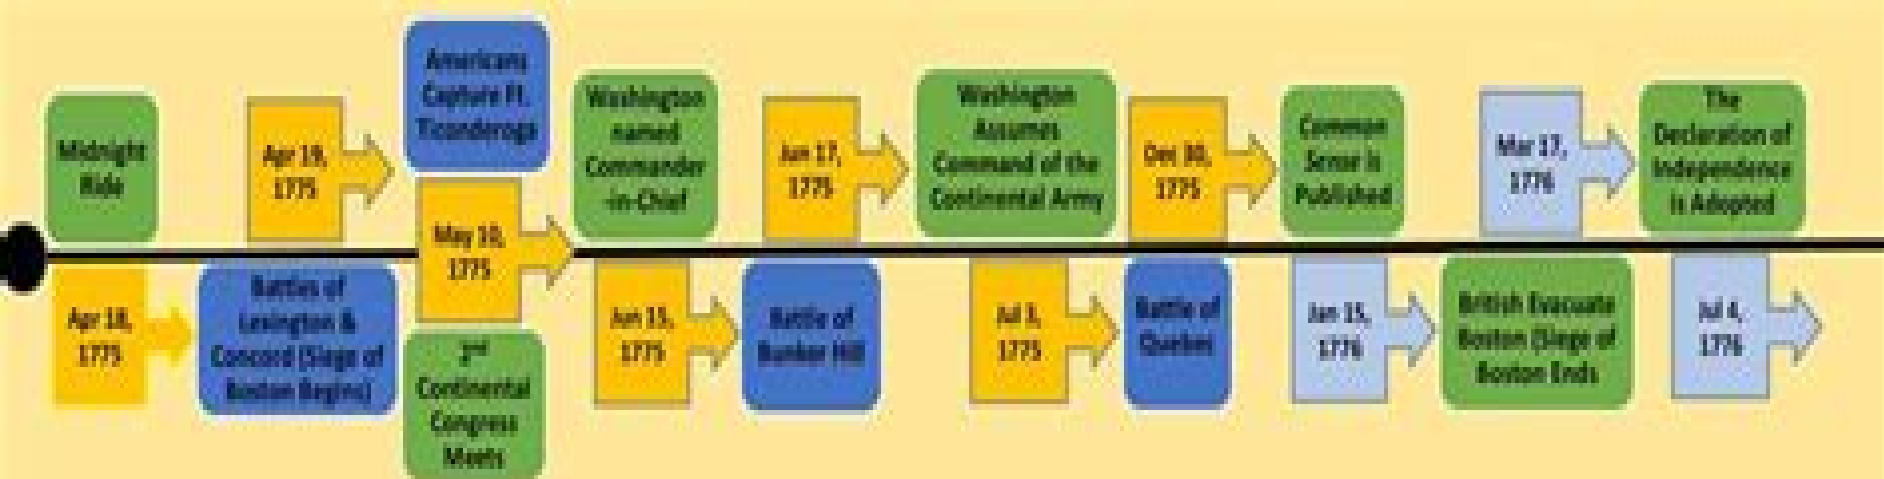 Midnight
Ride
Apr 18,
1775
Apr 19,
1775
Battles of
Lexington &
Concord (Siege of
Boston Begins)
Americans
Capture Ft.
Ticonderoga
May 10,
1775
2nd
Continental
Congress
Meets
Washington
named
Commander
-in-Chief
Jun 15,
1775
Jun 17,
1775
Battle of
Bunker Hill
Washington
Assumes
Command of the
Continental Army
Jul 3,
1775
Dec 30,
1775
Battle of
Quebec
Common
Sense is
Published
Jan 15,
1776
Mar 17,
1776
British Evacuate
Boston (Siege of
Boston Ends
The
Declaration of
Independence
is Adopted
Jul 4,
1776